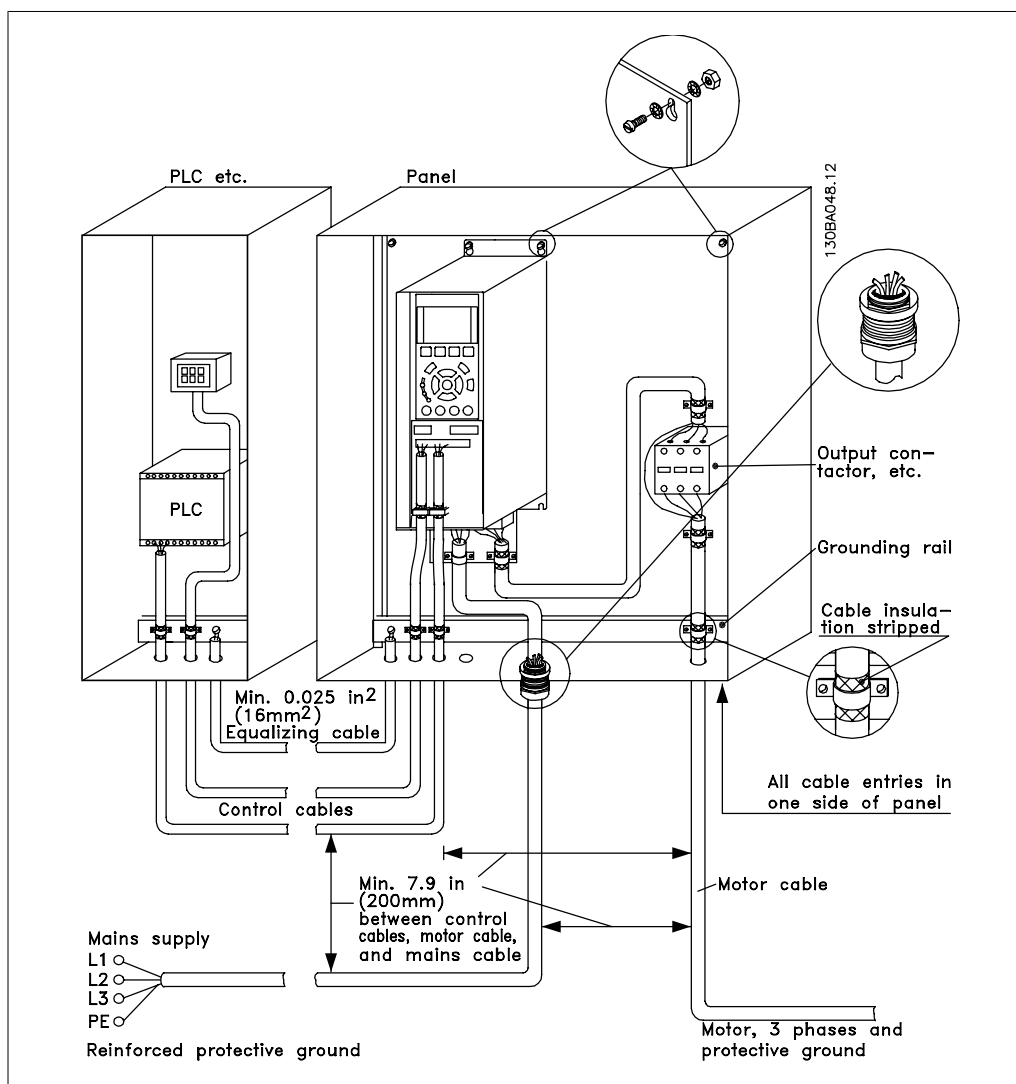 PLC etc.
Panel
130BA048.12
PLC
Output con-
tactor, etc.
Grounding rail
Cable insula-
tion stripped
Min. 0.025 in²
(16mm²)
Equalizing cable
All cable entries in
one side of panel
Control cables
Min. 7.9 in
(200mm)
between control
cables, motor cable,
and mains cable
Motor cable
Mains supply
L1
L2
L3
PE
Reinforced protective ground
Motor, 3 phases and
protective ground